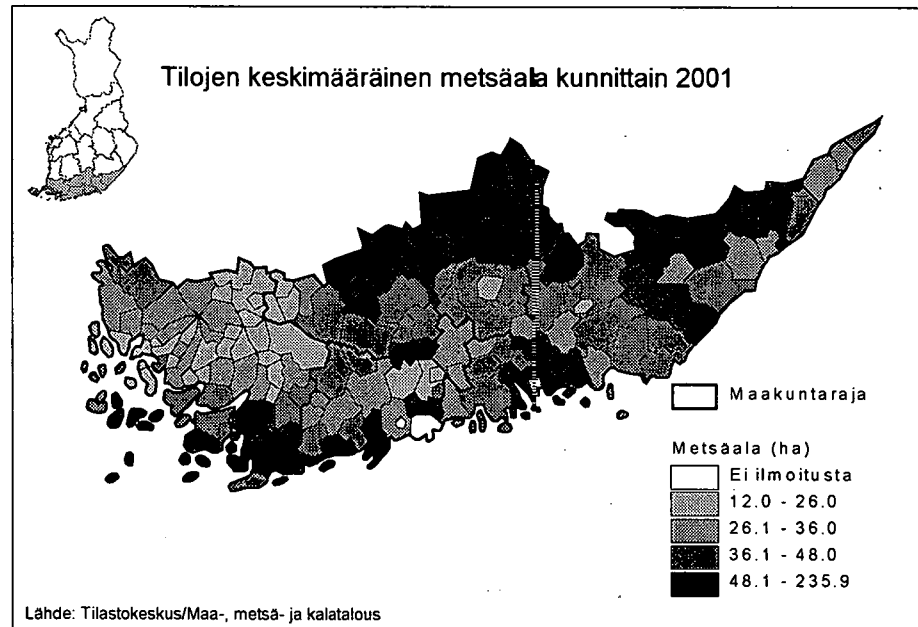 Tilojen keskimääräinen metsäala kunnittain 2001
Maakuntaraja
Metsäala (ha)
Ei ilmoitusta
12.0 - 26.0
26.1 - 36.0
36.1 - 48.0
48.1 - 235.9
Lähde: Tilastokeskus/Maa-, metsä- ja kalatalous